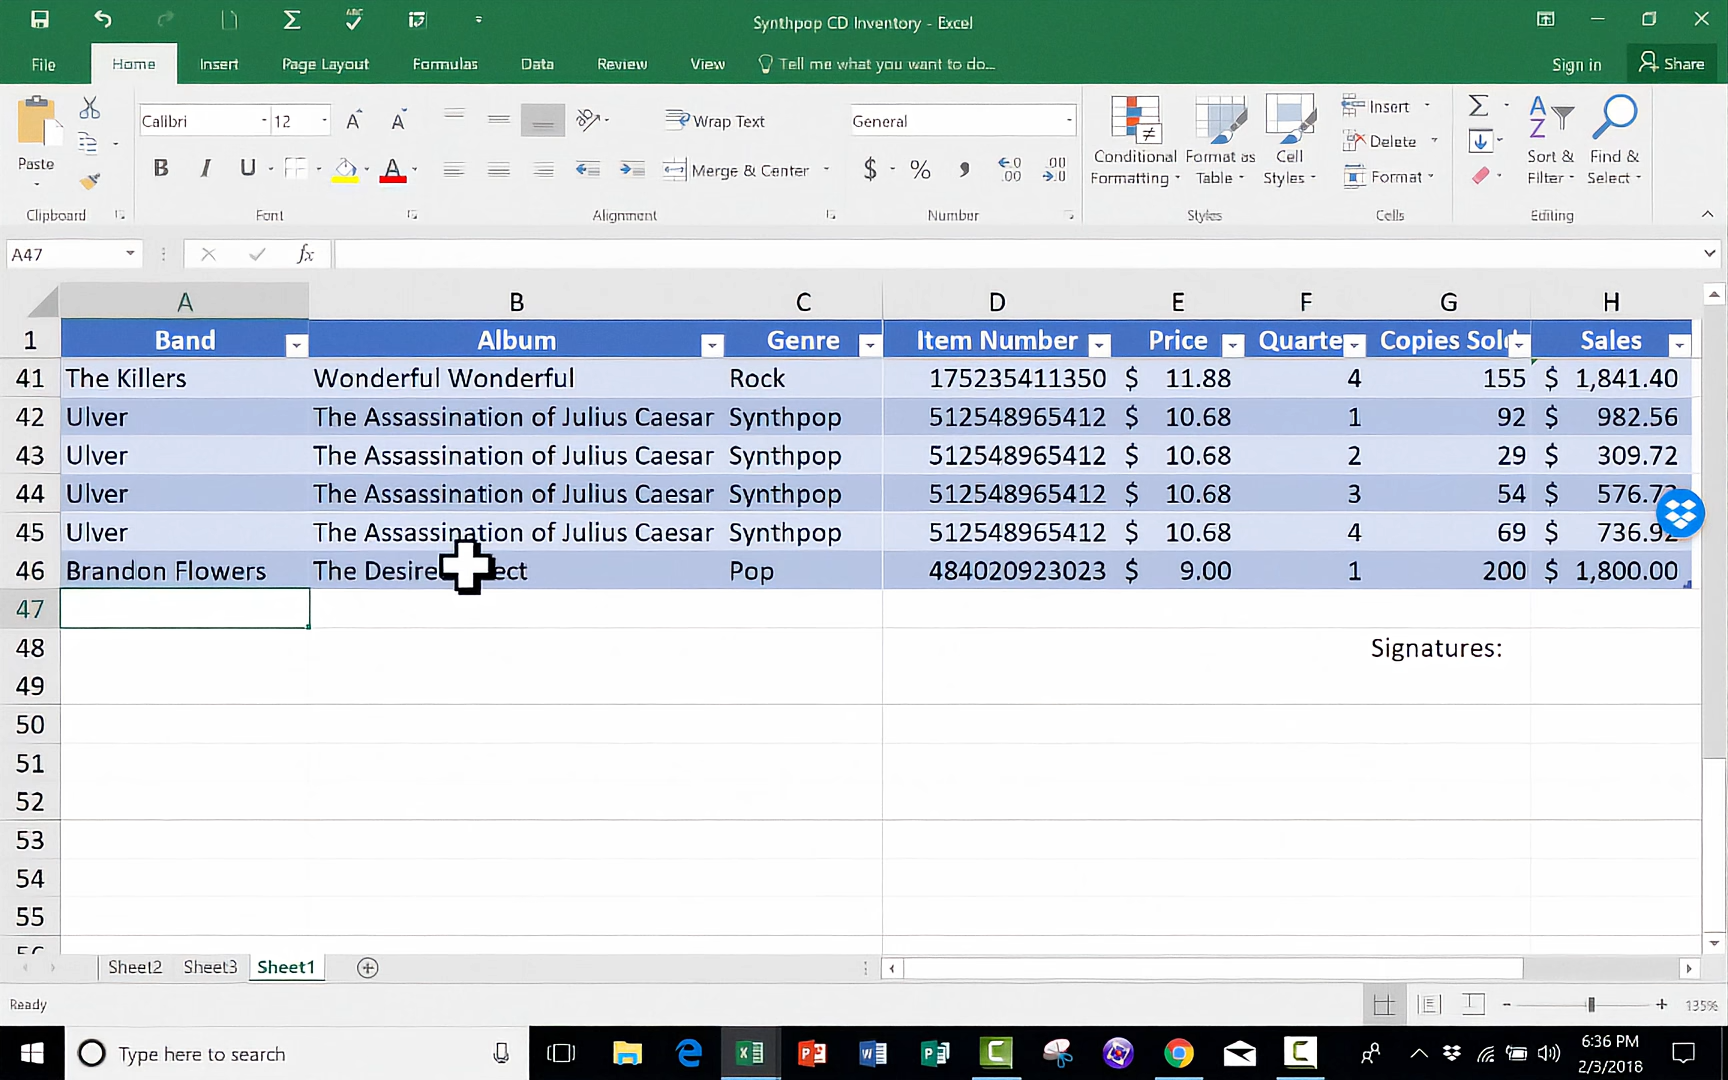 Synthpop CD Inventory - Excel
File Home Insert Page Layout Formulas Data Review View Tell me what you want to do... Sign in Share
Calibri 12 Wrap Text General Insert
Paste Delete
B I U A Merge & Center $ % , Conditional Formatting Format as Table Cell Styles Format Sort & Filter Find & Select
Clipboard Font Alignment Number Styles Cells Editing
A47 fx
A B C D E F G H
1 Band Album Genre Item Number Price Quarte Copies Sol Sales
41 The Killers Wonderful Wonderful Rock 175235411350 $ 11.88 4 155 $ 1,841.40
42 Ulver The Assassination of Julius Caesar Synthpop 512548965412 $ 10.68 1 92 $ 982.56
43 Ulver The Assassination of Julius Caesar Synthpop 512548965412 $ 10.68 2 29 $ 309.72
44 Ulver The Assassination of Julius Caesar Synthpop 512548965412 $ 10.68 3 54 $ 576.7
45 Ulver The Assassination of Julius Caesar Synthpop 512548965412 $ 10.68 4 69 $ 736.92
46 Brandon Flowers The Desire ect Pop 484020923023 $ 9.00 1 200 $ 1,800.00
47
48 Signatures:
49
50
51
52
53
54
55
Sheet2 Sheet3 Sheet1
Ready 135%
Type here to search 6:36 PM
2/3/2018